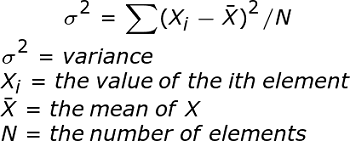 σ² = ∑(Xᵢ − X̄)² / N
σ² = variance
Xᵢ = the value of the ith element
X̄ = the mean of X
N = the number of elements